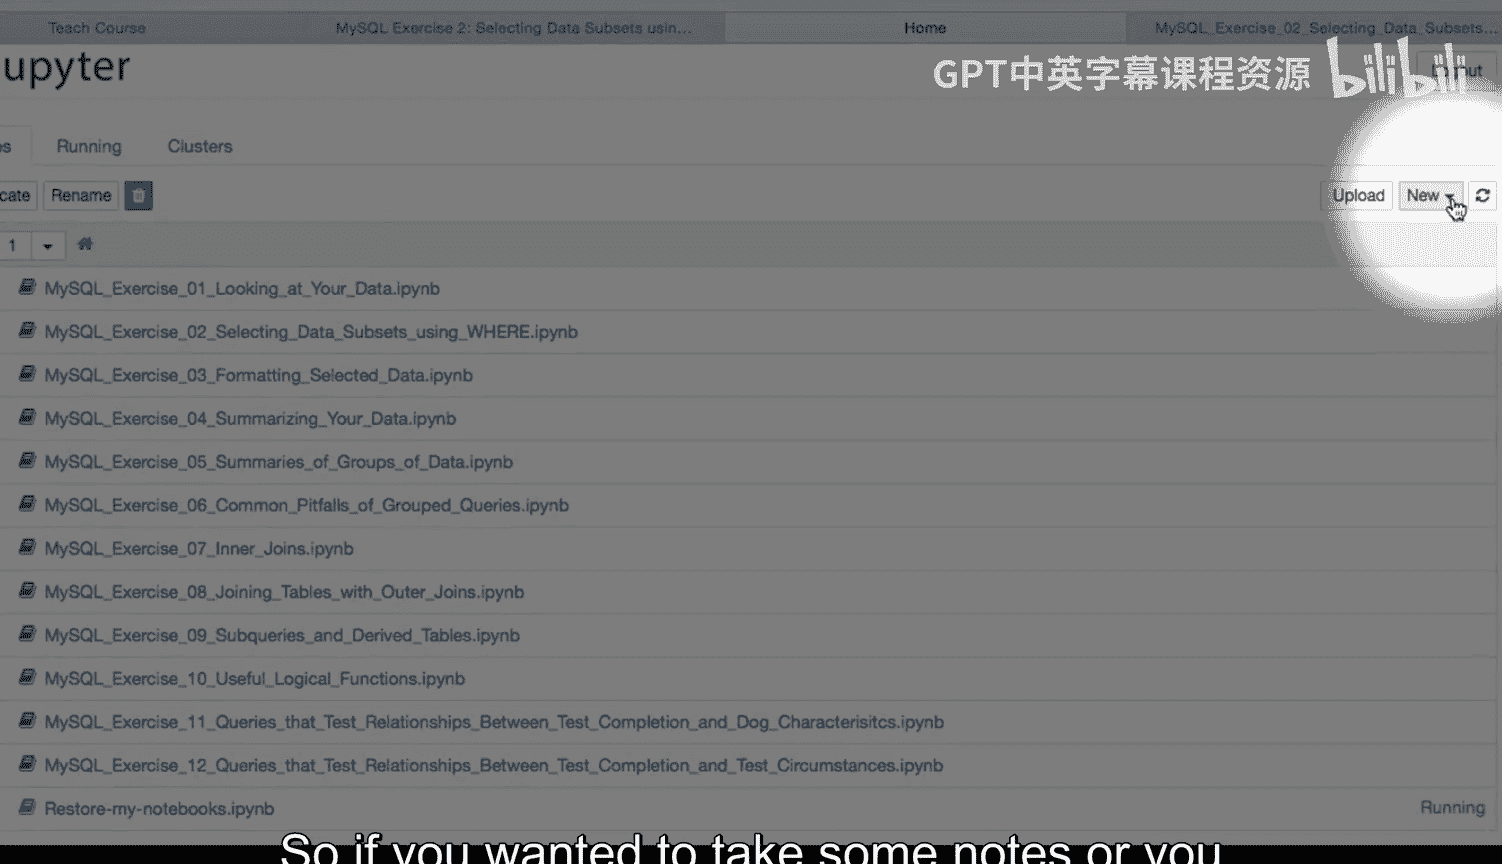 Teach Course MySQL Exercise 2: Selecting Data Subsets usin... Home MySQL_Exercise_02_Selecting_Data_Subsets...
upyter
GPT中英字幕课程资源 bilibili
Running Clusters
cate Rename Upload New
1
MySQL_Exercise_01_Looking_at_Your_Data.ipynb
MySQL_Exercise_02_Selecting_Data_Subsets_using_WHERE.ipynb
MySQL_Exercise_03_Formatting_Selected_Data.ipynb
MySQL_Exercise_04_Summarizing_Your_Data.ipynb
MySQL_Exercise_05_Summaries_of_Groups_of_Data.ipynb
MySQL_Exercise_06_Common_Pitfalls_of_Grouped_Queries.ipynb
MySQL_Exercise_07_Inner_Joins.ipynb
MySQL_Exercise_08_Joining_Tables_with_Outer_Joins.ipynb
MySQL_Exercise_09_Subqueries_and_Derived_Tables.ipynb
MySQL_Exercise_10_Useful_Logical_Functions.ipynb
MySQL_Exercise_11_Queries_that_Test_Relationships_Between_Test_Completion_and_Dog_Characterisitcs.ipynb
MySQL_Exercise_12_Queries_that_Test_Relationships_Between_Test_Completion_and_Test_Circumstances.ipynb
Restore-my-notebooks.ipynb Running
So if you wanted to take some notes or you